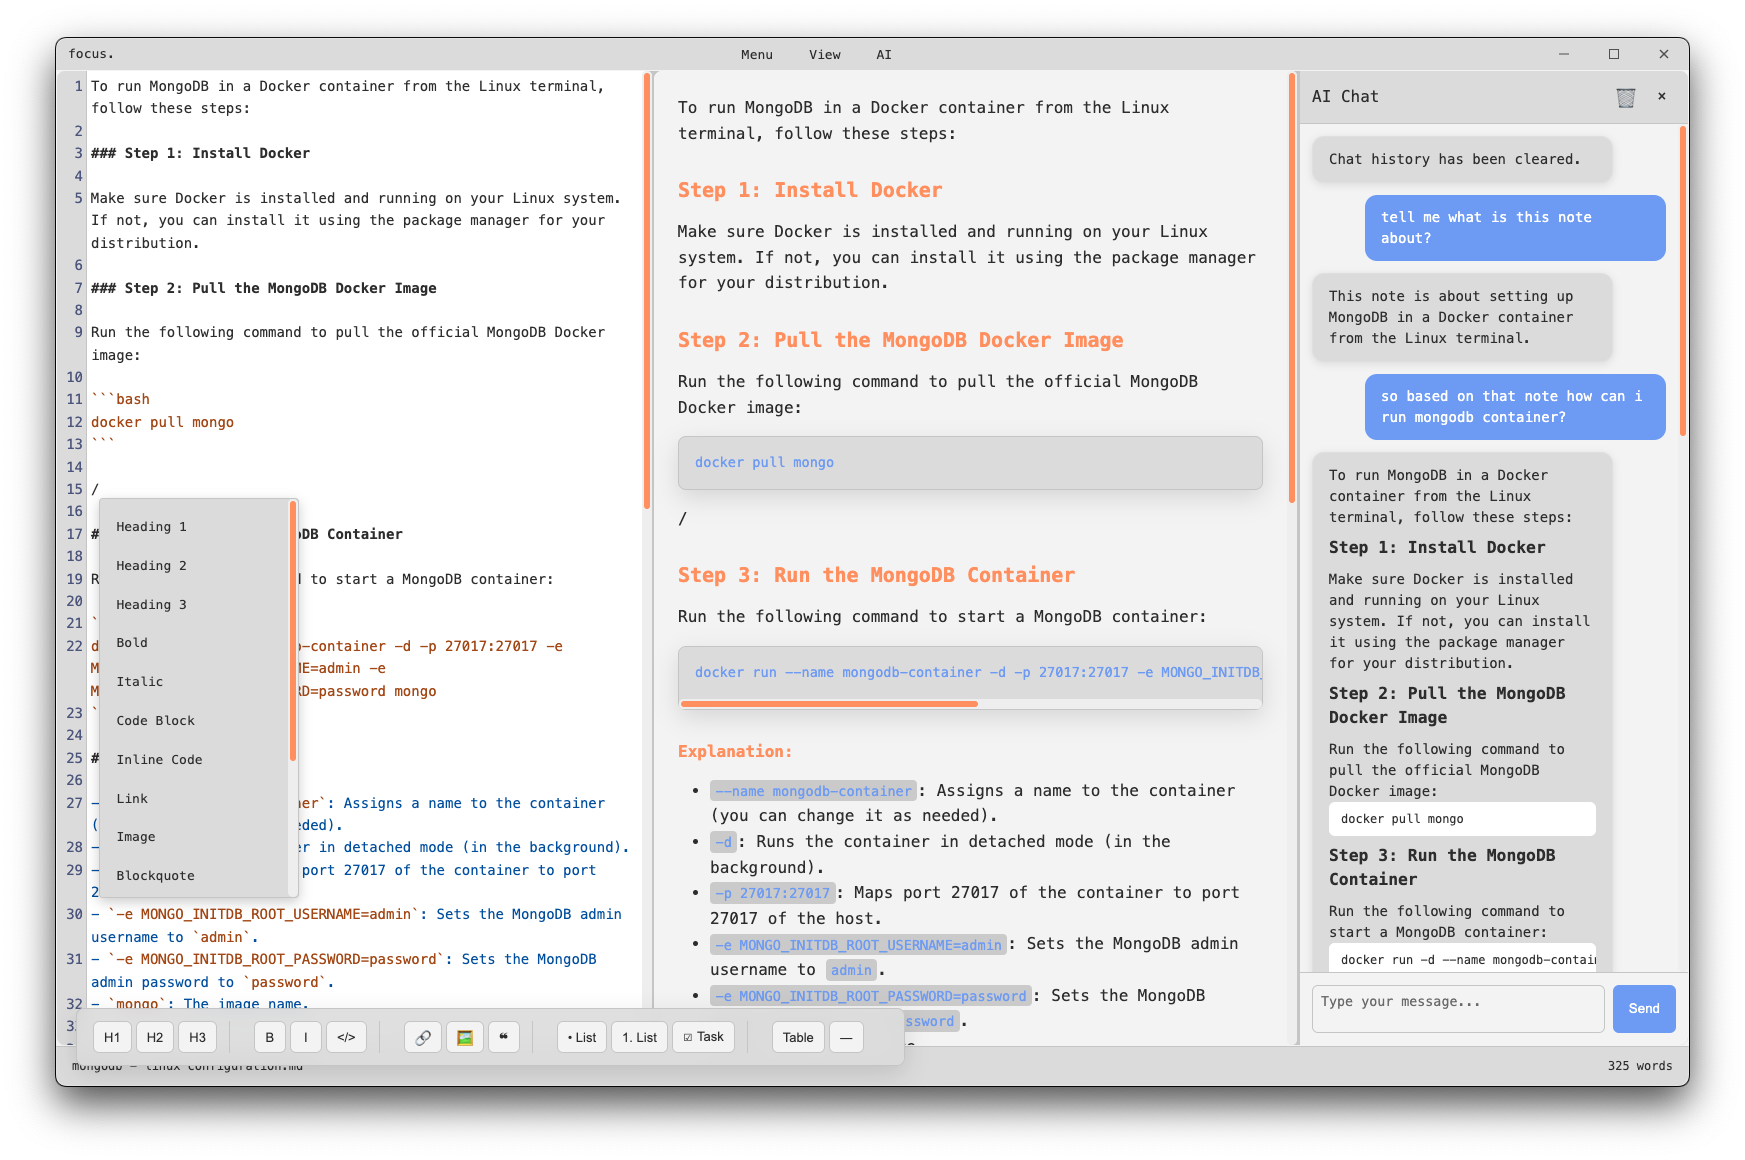 focus.
Menu View AI
1 To run MongoDB in a Docker container from the Linux terminal,
follow these steps:
2
3 ### Step 1: Install Docker
4
5 Make sure Docker is installed and running on your Linux system.
If not, you can install it using the package manager for your
distribution.
6
7 ### Step 2: Pull the MongoDB Docker Image
8
9 Run the following command to pull the official MongoDB Docker
image:
10
11 ```bash
12 docker pull mongo
13 ```
14
15 /
16
17 # DB Container
18
19 R d to start a MongoDB container:
20
21 `
22 d -container -d -p 27017:27017 -e
M ME=admin -e
M D=password mongo
23 `
24
25 #
26
27 - ner`: Assigns a name to the container
( eded).
28 - r in detached mode (in the background).
29 - port 27017 of the container to port
2
30 - `-e MONGO_INITDB_ROOT_USERNAME=admin`: Sets the MongoDB admin
username to `admin`.
31 - `-e MONGO_INITDB_ROOT_PASSWORD=password`: Sets the MongoDB
admin password to `password`.
32 - `mongo`: The image name.
Heading 1
Heading 2
Heading 3
Bold
Italic
Code Block
Inline Code
Link
Image
Blockquote
To run MongoDB in a Docker container from the Linux
terminal, follow these steps:
Step 1: Install Docker
Make sure Docker is installed and running on your Linux
system. If not, you can install it using the package manager
for your distribution.
Step 2: Pull the MongoDB Docker Image
Run the following command to pull the official MongoDB
Docker image:
docker pull mongo
/
Step 3: Run the MongoDB Container
Run the following command to start a MongoDB container:
docker run --name mongodb-container -d -p 27017:27017 -e MONGO_INITDB_
Explanation:
• --name mongodb-container: Assigns a name to the container
(you can change it as needed).
• -d: Runs the container in detached mode (in the
background).
• -p 27017:27017: Maps port 27017 of the container to port
27017 of the host.
• -e MONGO_INITDB_ROOT_USERNAME=admin: Sets the MongoDB admin
username to admin.
• -e MONGO_INITDB_ROOT_PASSWORD=password: Sets the MongoDB
ssword.
AI Chat ×
Chat history has been cleared.
tell me what is this note
about?
This note is about setting up
MongoDB in a Docker container
from the Linux terminal.
so based on that note how can i
run mongodb container?
To run MongoDB in a Docker
container from the Linux
terminal, follow these steps:
Step 1: Install Docker
Make sure Docker is installed
and running on your Linux
system. If not, you can install
it using the package manager
for your distribution.
Step 2: Pull the MongoDB
Docker Image
Run the following command to
pull the official MongoDB
Docker image:
docker pull mongo
Step 3: Run the MongoDB
Container
Run the following command to
start a MongoDB container:
docker run -d --name mongodb-contai
Type your message...
Send
H1 H2 H3 B I </> ❝ • List 1. List ☑ Task Table —
mongodb - linux configuration.md
325 words